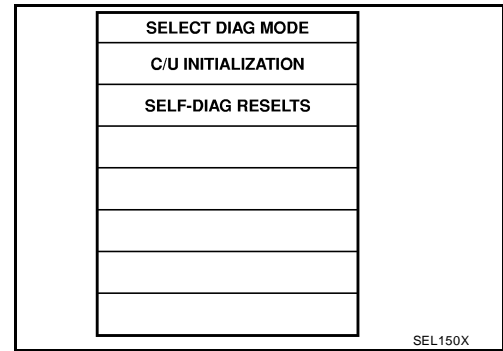 SELECT DIAG MODE
C/U INITIALIZATION
SELF-DIAG RESELTS
SEL150X